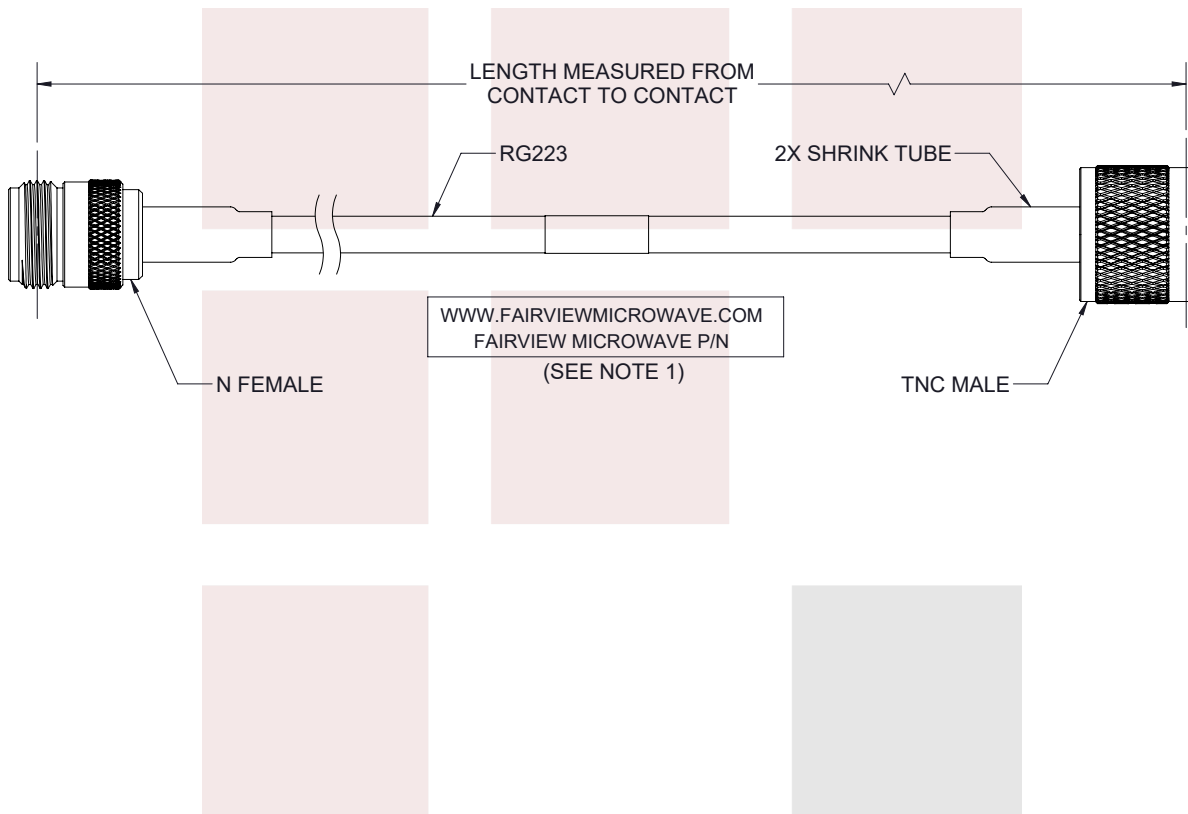 LENGTH MEASURED FROM
CONTACT TO CONTACT
RG223
2X SHRINK TUBE
WWW.FAIRVIEWMICROWAVE.COM
FAIRVIEW MICROWAVE P/N
(SEE NOTE 1)
N FEMALE
TNC MALE